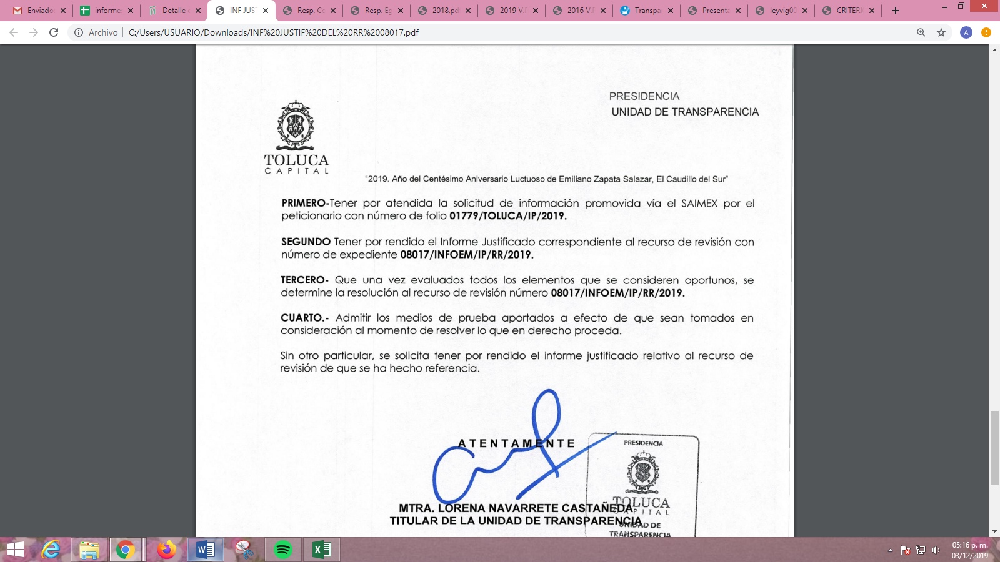 Enviados
informe
Detalle d
INF JUST
Resp. Co
Resp. Eg
2018.pd
2019 V.P
2016 V.P
Transpa
Presenta
leyvig00
CRITERI
Archivo | C:/Users/USUARIO/Downloads/INF%20JUSTIF%20DEL%20RR%2008017.pdf
A
PRESIDENCIA
UNIDAD DE TRANSPARENCIA
TOLUCA
CAPITAL
“2019. Año del Centésimo Aniversario Luctuoso de Emiliano Zapata Salazar, El Caudillo del Sur”
PRIMERO-Tener por atendida la solicitud de información promovida vía el SAIMEX por el
peticionario con número de folio 01779/TOLUCA/IP/2019.
SEGUNDO Tener por rendido el Informe Justificado correspondiente al recurso de revisión con
número de expediente 08017/INFOEM/IP/RR/2019.
TERCERO- Que una vez evaluados todos los elementos que se consideren oportunos, se
determine la resolución al recurso de revisión número 08017/INFOEM/IP/RR/2019.
CUARTO.- Admitir los medios de prueba aportados a efecto de que sean tomados en
consideración al momento de resolver lo que en derecho proceda.
Sin otro particular, se solicita tener por rendido el informe justificado relativo al recurso de
revisión de que se ha hecho referencia.
ATENTAMENTE
MTRA. LORENA NAVARRETE CASTAÑEDA
TITULAR DE LA UNIDAD DE TRANSPARENCIA
PRESIDENCIA
TOLUCA
CAPITAL
UNIDAD DE
TRANSPARENCIA
05:16 p. m.
03/12/2019